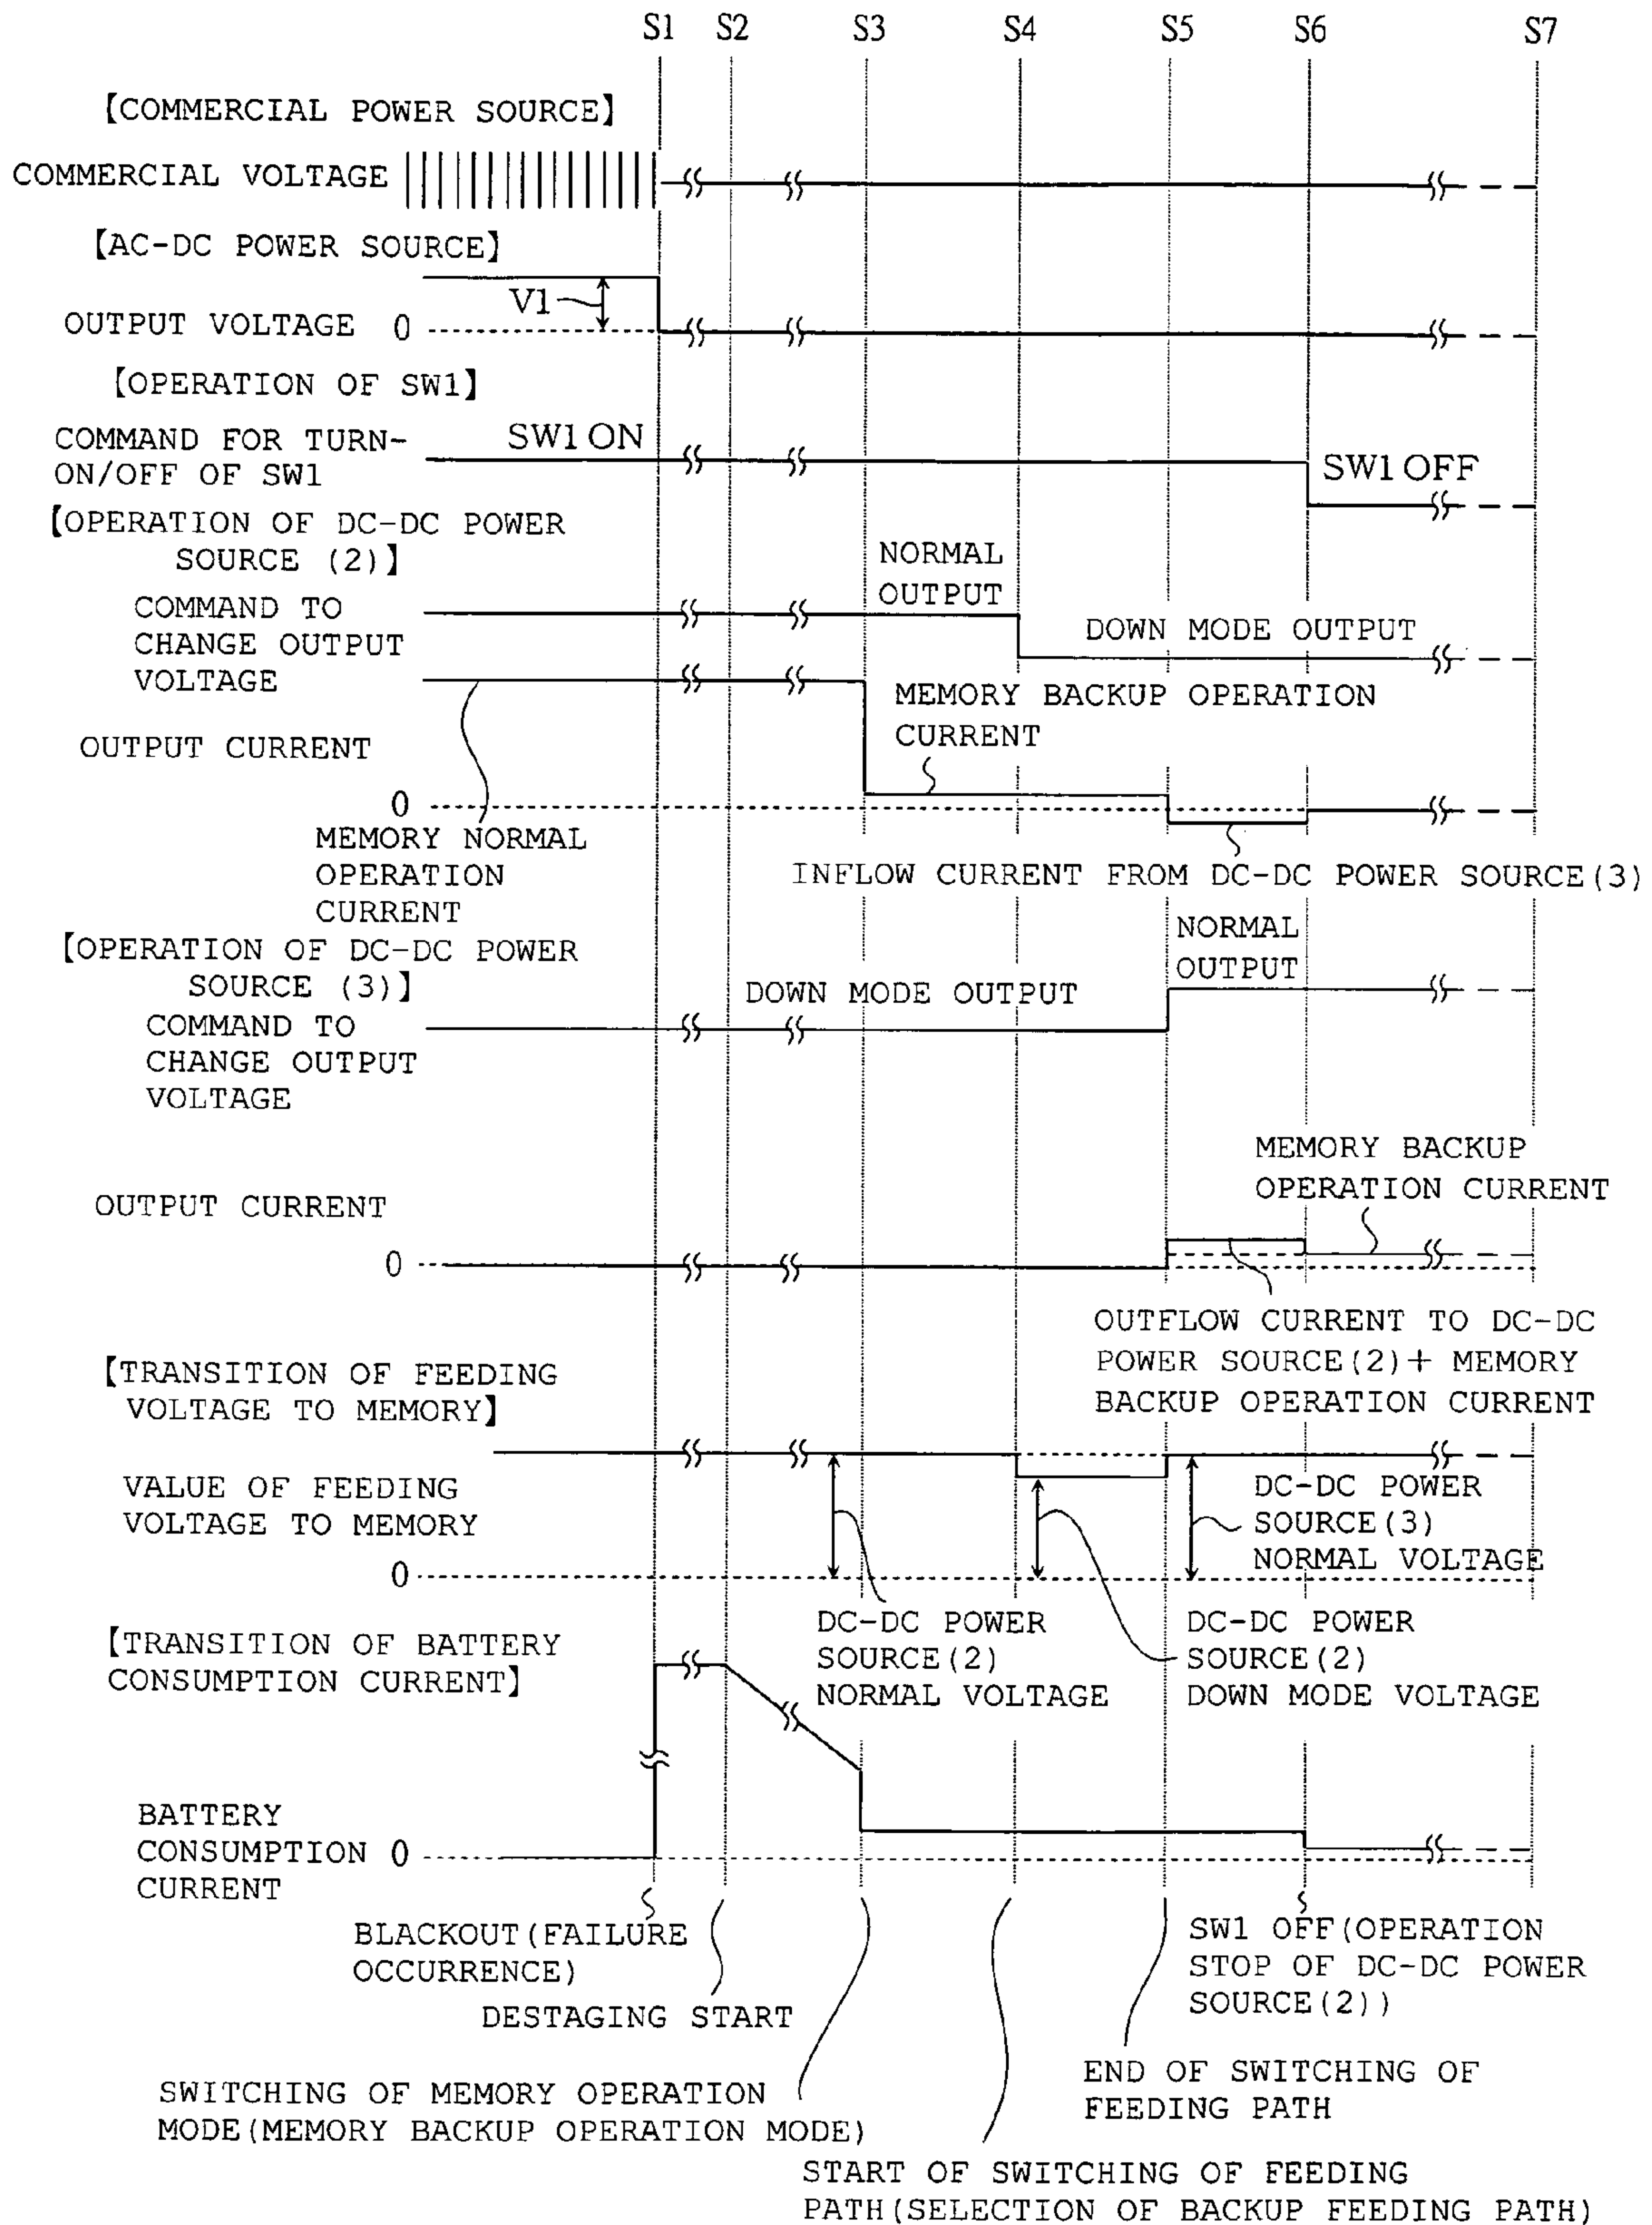 S1 S2 S3 S4 S5 S6 S7
【COMMERCIAL POWER SOURCE】
COMMERCIAL VOLTAGE
【AC-DC POWER SOURCE】
V1
OUTPUT VOLTAGE 0
【OPERATION OF SW1】
COMMAND FOR TURN-
ON/OFF OF SW1
SW1 ON
SW1 OFF
【OPERATION OF DC-DC POWER
SOURCE (2)】
NORMAL
OUTPUT
COMMAND TO
CHANGE OUTPUT
VOLTAGE
DOWN MODE OUTPUT
MEMORY BACKUP OPERATION
CURRENT
OUTPUT CURRENT
0
MEMORY NORMAL
OPERATION
CURRENT
INFLOW CURRENT FROM DC-DC POWER SOURCE(3)
【OPERATION OF DC-DC POWER
SOURCE (3)】
NORMAL
OUTPUT
DOWN MODE OUTPUT
COMMAND TO
CHANGE OUTPUT
VOLTAGE
MEMORY BACKUP
OPERATION CURRENT
OUTPUT CURRENT
0
OUTFLOW CURRENT TO DC-DC
POWER SOURCE(2)+ MEMORY
BACKUP OPERATION CURRENT
【TRANSITION OF FEEDING
VOLTAGE TO MEMORY】
VALUE OF FEEDING
VOLTAGE TO MEMORY
0
DC-DC POWER
SOURCE(3)
NORMAL VOLTAGE
DC-DC POWER
SOURCE(2)
NORMAL VOLTAGE
DC-DC POWER
SOURCE(2)
DOWN MODE VOLTAGE
【TRANSITION OF BATTERY
CONSUMPTION CURRENT】
BATTERY
CONSUMPTION 0
CURRENT
BLACKOUT(FAILURE
OCCURRENCE)
DESTAGING START
SWITCHING OF MEMORY OPERATION
MODE(MEMORY BACKUP OPERATION MODE)
START OF SWITCHING OF FEEDING
PATH(SELECTION OF BACKUP FEEDING PATH)
END OF SWITCHING OF
FEEDING PATH
SW1 OFF(OPERATION
STOP OF DC-DC POWER
SOURCE(2))